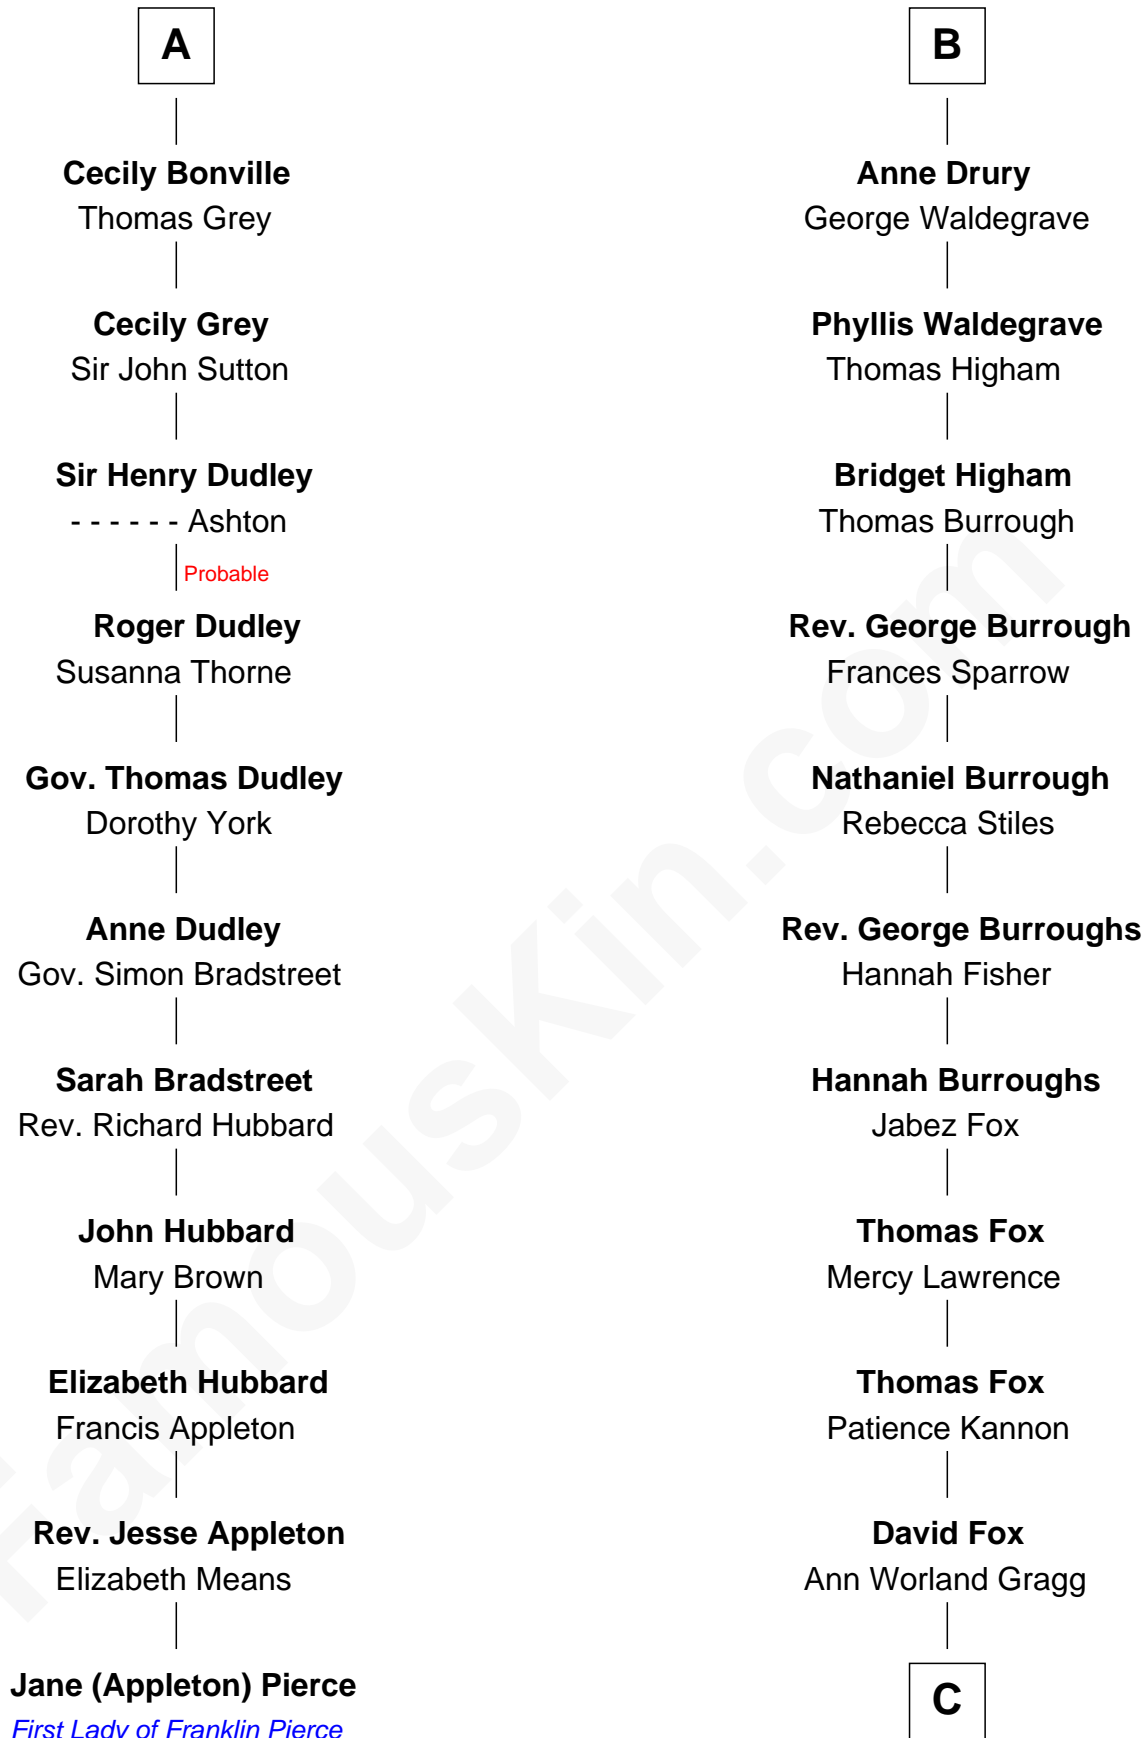 A
Cecily Bonville
Thomas Grey
Cecily Grey
Sir John Sutton
Sir Henry Dudley
- - - - - - Ashton
Probable
Roger Dudley
Susanna Thorne
Gov. Thomas Dudley
Dorothy York
Anne Dudley
Gov. Simon Bradstreet
Sarah Bradstreet
Rev. Richard Hubbard
John Hubbard
Mary Brown
Elizabeth Hubbard
Francis Appleton
Rev. Jesse Appleton
Elizabeth Means
Jane (Appleton) Pierce
First Lady of Franklin Pierce
B
Anne Drury
George Waldegrave
Phyllis Waldegrave
Thomas Higham
Bridget Higham
Thomas Burrough
Rev. George Burrough
Frances Sparrow
Nathaniel Burrough
Rebecca Stiles
Rev. George Burroughs
Hannah Fisher
Hannah Burroughs
Jabez Fox
Thomas Fox
Mercy Lawrence
Thomas Fox
Patience Kannon
David Fox
Ann Worland Gragg
C
FamousKin.com